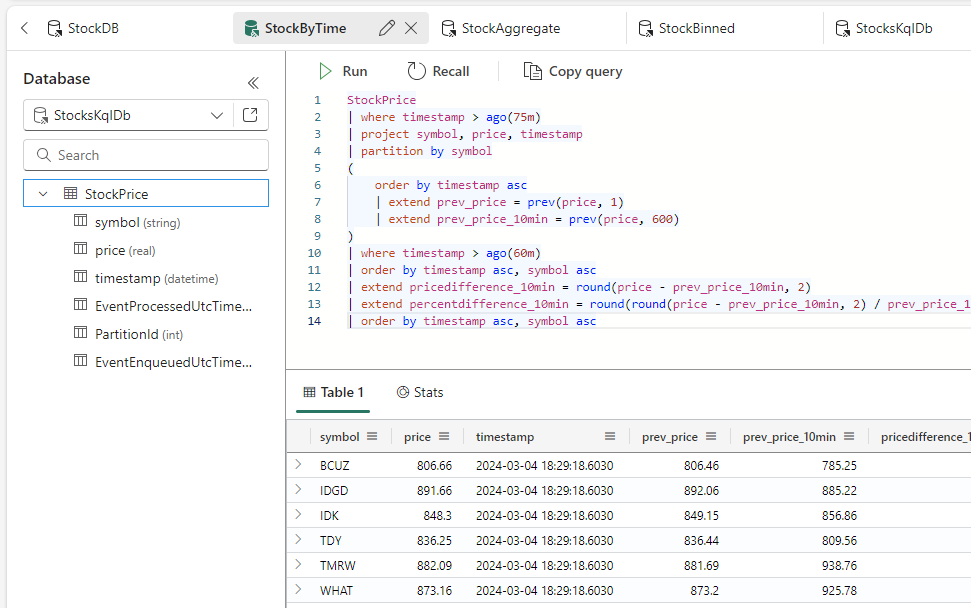 StockDB StockByTime StockAggregate StockBinned StocksKqlDb
Database
StocksKqlDb
Search
StockPrice
symbol (string)
price (real)
timestamp (datetime)
EventProcessedUtcTime...
PartitionId (int)
EventEnqueuedUtcTime...
Run Recall Copy query
1 StockPrice
2 | where timestamp > ago(75m)
3 | project symbol, price, timestamp
4 | partition by symbol
5 (
6 order by timestamp asc
7 | extend prev_price = prev(price, 1)
8 | extend prev_price_10min = prev(price, 600)
9 )
10 | where timestamp > ago(60m)
11 | order by timestamp asc, symbol asc
12 | extend pricedifference_10min = round(price - prev_price_10min, 2)
13 | extend percentdifference_10min = round(round(price - prev_price_10min, 2) / prev_price_1
14 | order by timestamp asc, symbol asc
Table 1 Stats
symbol price timestamp prev_price prev_price_10min pricedifference_1
BCUZ 806.66 2024-03-04 18:29:18.6030 806.46 785.25
IDGD 891.66 2024-03-04 18:29:18.6030 892.06 885.22
IDK 848.3 2024-03-04 18:29:18.6030 849.15 856.86
TDY 836.25 2024-03-04 18:29:18.6030 836.44 809.56
TMRW 882.09 2024-03-04 18:29:18.6030 881.69 938.76
WHAT 873.16 2024-03-04 18:29:18.6030 873.2 925.78